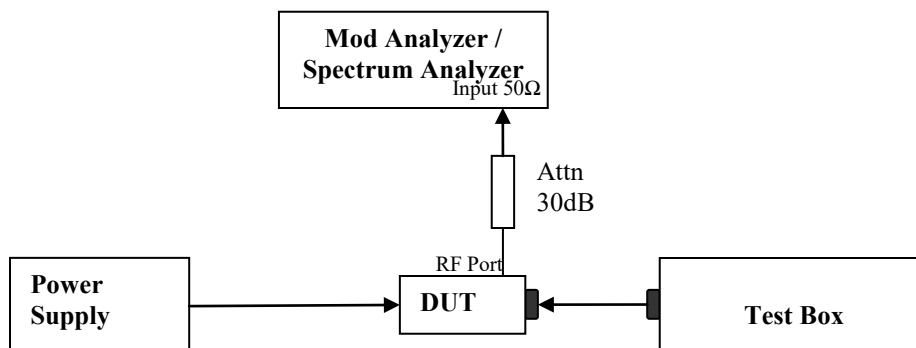 Mod Analyzer /
Spectrum Analyzer
Input 50Ω
Attn
30dB
RF Port
Power
Supply
DUT
Test Box